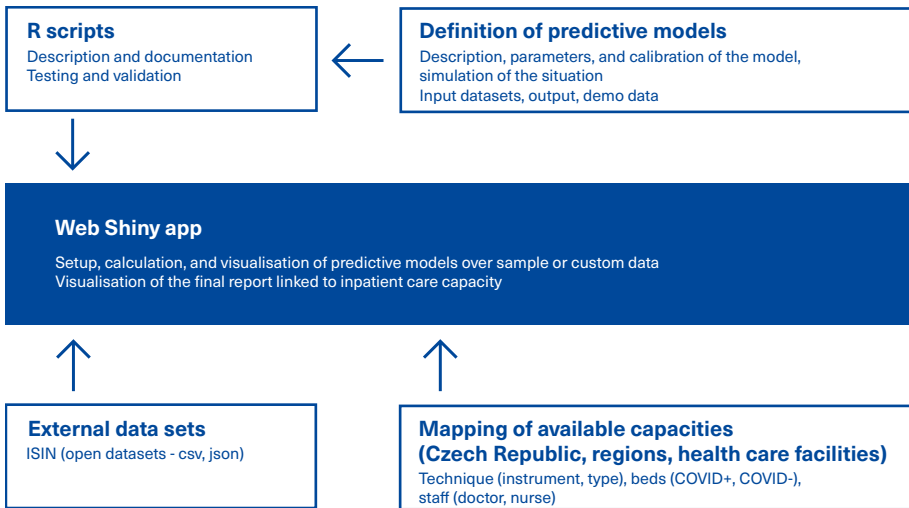 R scripts
Description and documentation
Testing and validation
Definition of predictive models
Description, parameters, and calibration of the model,
simulation of the situation
Input datasets, output, demo data
Web Shiny app
Setup, calculation, and visualisation of predictive models over sample or custom data
Visualisation of the final report linked to inpatient care capacity
External data sets
ISIN (open datasets - csv, json)
Mapping of available capacities
(Czech Republic, regions, health care facilities)
Technique (instrument, type), beds (COVID+, COVID-),
staff (doctor, nurse)